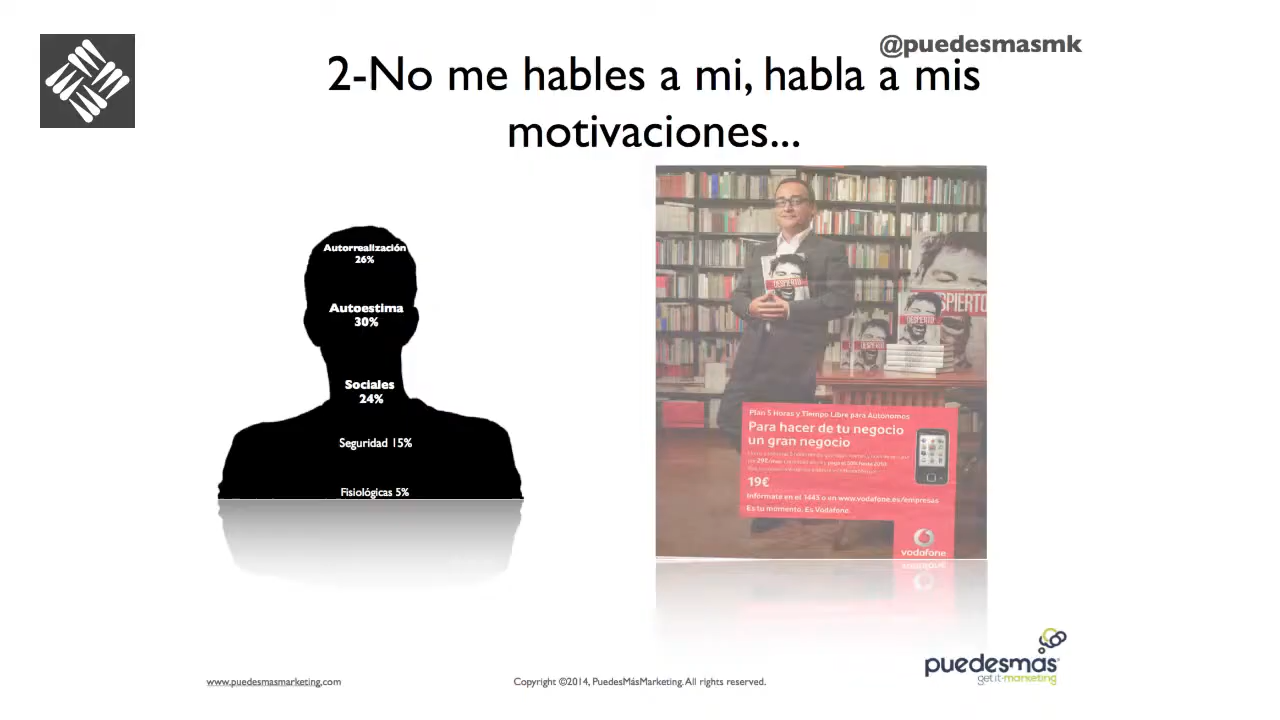 @puedesmasmk
2-No me hables a mi, habla a mis
motivaciones...
Autorrealización
26%
Autoestima
30%
Sociales
24%
Seguridad 15%
Fisiológicas 5%
DESPIERTO
DESPIERTO
Plan 5 Horas y Tiempo Libre para Autónomos
Para hacer de tu negocio
un gran negocio
19€
Infórmate en el 1443 o en www.vodafone.es/empresas
Es tu momento. Es Vodafone.
vodafone
puedesmas
get it-marketing
www.puedesmasmarketing.com
Copyright ©2014, PuedesMásMarketing. All rights reserved.